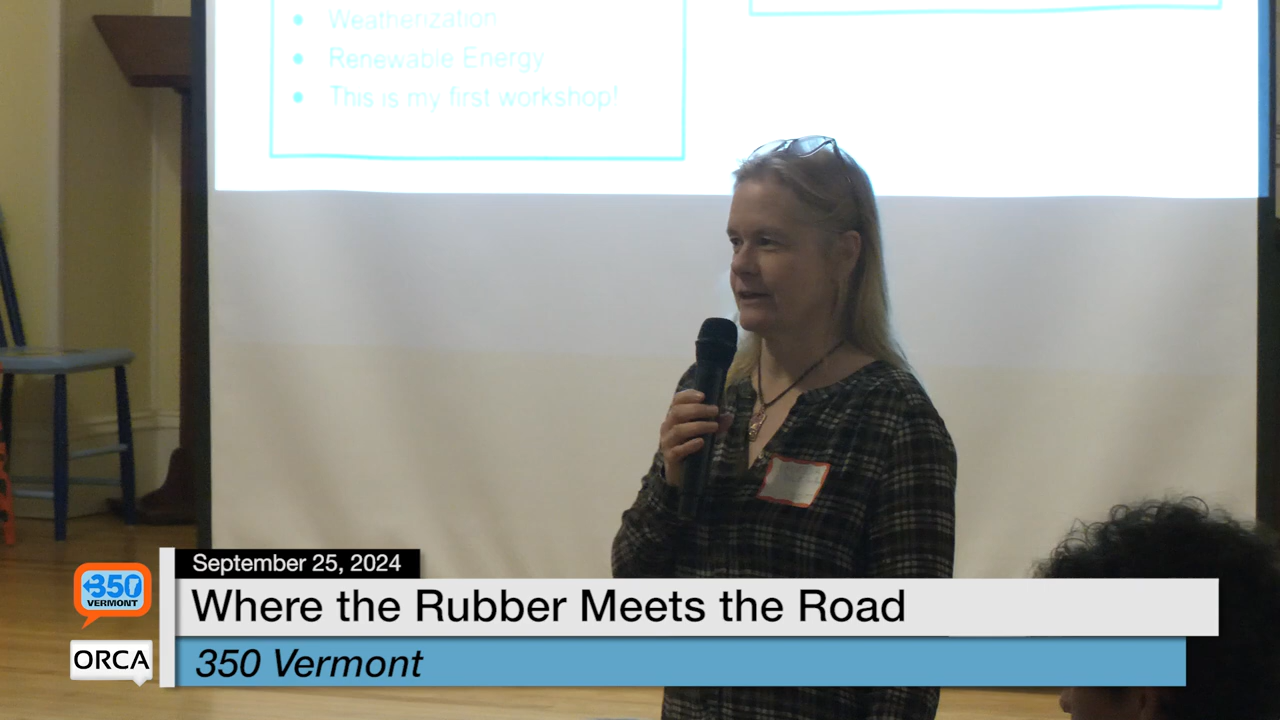 Weatherization
Renewable Energy
This is my first workshop!
September 25, 2024
350
VERMONT
Where the Rubber Meets the Road
ORCA
350 Vermont